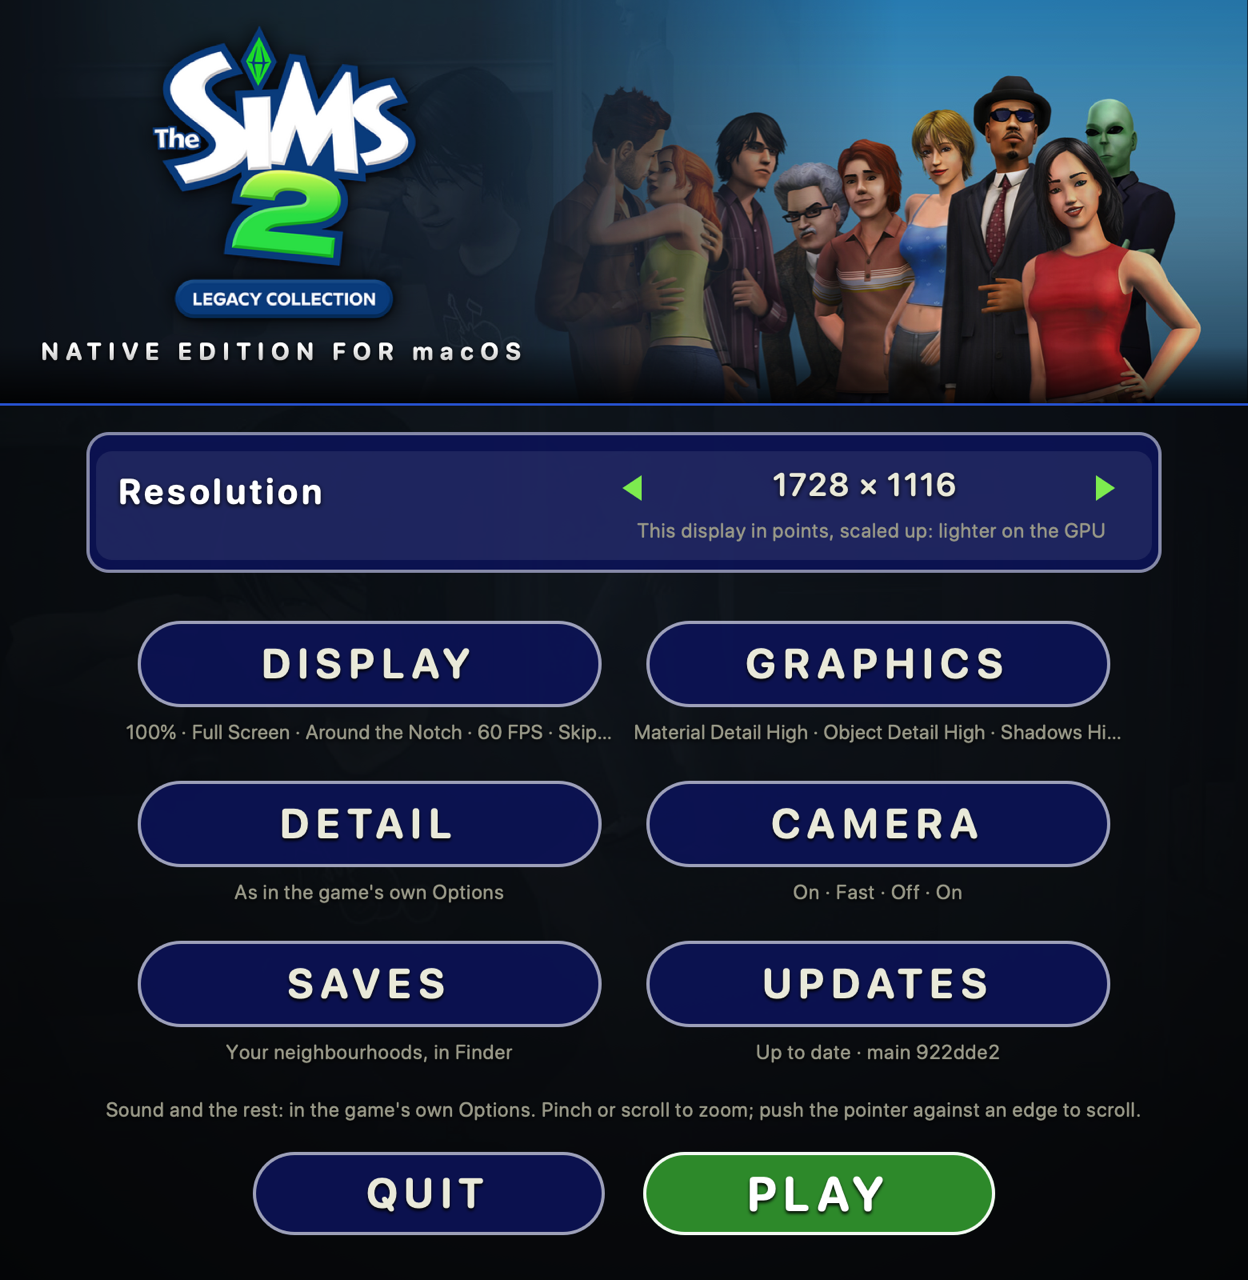 The SiMS
2
LEGACY COLLECTION
NATIVE EDITION FOR macOS
Resolution
1728 × 1116
This display in points, scaled up: lighter on the GPU
DISPLAY
GRAPHICS
100% · Full Screen · Around the Notch · 60 FPS · Skip...
Material Detail High · Object Detail High · Shadows Hi...
DETAIL
CAMERA
As in the game's own Options
On · Fast · Off · On
SAVES
UPDATES
Your neighbourhoods, in Finder
Up to date · main 922dde2
Sound and the rest: in the game's own Options. Pinch or scroll to zoom; push the pointer against an edge to scroll.
QUIT
PLAY